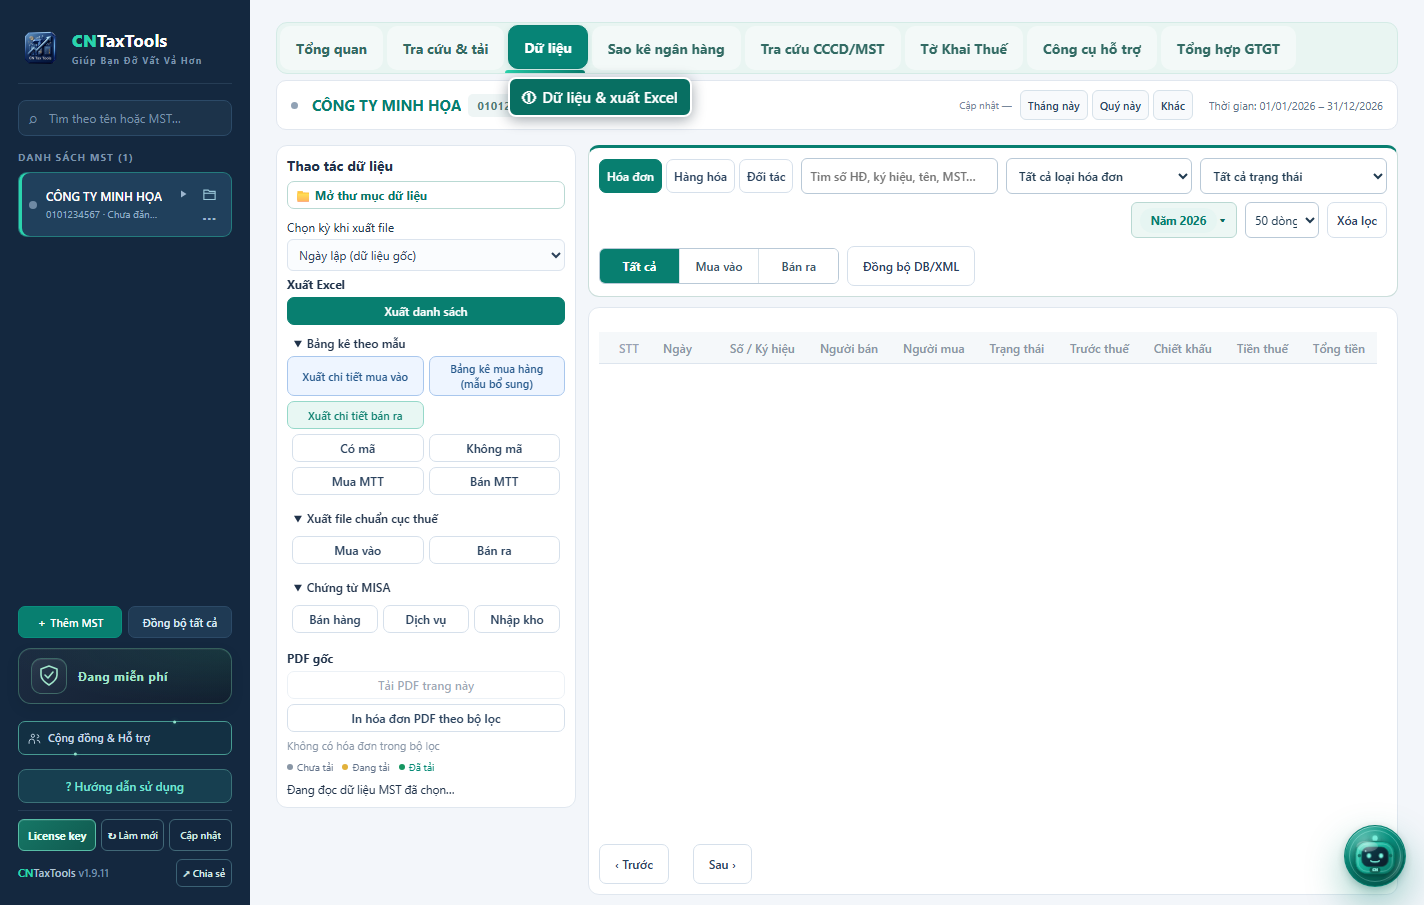 CNTaxTools
Giúp Bạn Đỡ Vất Vả Hơn
Tìm theo tên hoặc MST...
DANH SÁCH MST (1)
CÔNG TY MINH HỌA
0101234567 · Chưa đăn...
+ Thêm MST
Đồng bộ tất cả
Đang miễn phí
Cộng đồng & Hỗ trợ
? Hướng dẫn sử dụng
License key
↻ Làm mới
Cập nhật
CNTaxTools v1.9.11
↗ Chia sẻ
Tổng quan
Tra cứu & tải
Dữ liệu
Sao kê ngân hàng
Tra cứu CCCD/MST
Tờ Khai Thuế
Công cụ hỗ trợ
Tổng hợp GTGT
① Dữ liệu & xuất Excel
CÔNG TY MINH HỌA
01012
Cập nhật —
Tháng này
Quý này
Khác
Thời gian: 01/01/2026 – 31/12/2026
Thao tác dữ liệu
Mở thư mục dữ liệu
Chọn kỳ khi xuất file
Ngày lập (dữ liệu gốc)
Xuất Excel
Xuất danh sách
▼ Bảng kê theo mẫu
Xuất chi tiết mua vào
Bảng kê mua hàng
(mẫu bổ sung)
Xuất chi tiết bán ra
Có mã
Không mã
Mua MTT
Bán MTT
▼ Xuất file chuẩn cục thuế
Mua vào
Bán ra
▼ Chứng từ MISA
Bán hàng
Dịch vụ
Nhập kho
PDF gốc
Tải PDF trang này
In hóa đơn PDF theo bộ lọc
Không có hóa đơn trong bộ lọc
Chưa tải
Đang tải
Đã tải
Đang đọc dữ liệu MST đã chọn...
Hóa đơn
Hàng hóa
Đối tác
Tìm số HĐ, ký hiệu, tên, MST...
Tất cả loại hóa đơn
Tất cả trạng thái
Năm 2026
50 dòng
Xóa lọc
Tất cả
Mua vào
Bán ra
Đồng bộ DB/XML
STT
Ngày
Số / Ký hiệu
Người bán
Người mua
Trạng thái
Trước thuế
Chiết khấu
Tiền thuế
Tổng tiền
‹ Trước
Sau ›